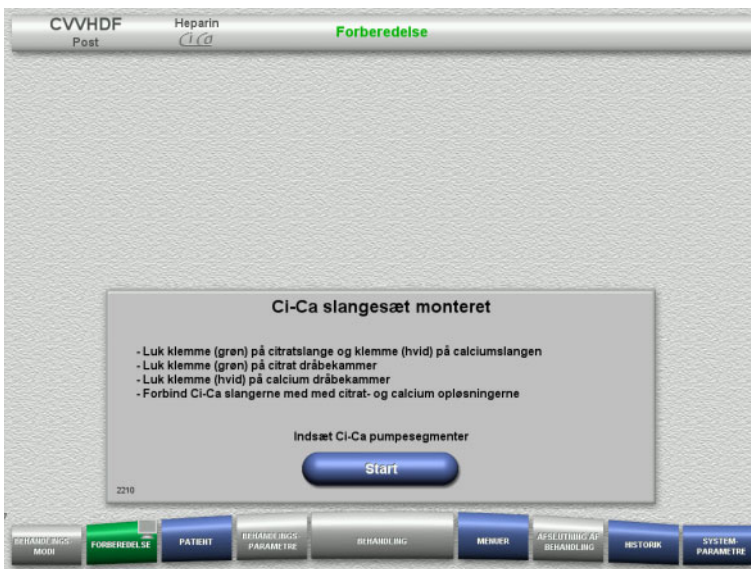 CVVHDF
Post
Heparin
Ci Ca
Forberedelse
Ci-Ca slangesæt monteret
- Luk klemme (grøn) på citratslange og klemme (hvid) på calciumslangen
- Luk klemme (grøn) på citrat dråbekammer
- Luk klemme (hvid) på calcium dråbekammer
- Forbind Ci-Ca slangerne med med citrat- og calcium opløsningerne
Indsæt Ci-Ca pumpesegmenter
Start
2210
BEHANDLINGS-
MODI
FORBEREDELSE
PATIENT
BEHANDLINGS-
PARAMETRE
BEHANDLING
MENUER
AFSLUTNING AF
BEHANDLING
HISTORIK
SYSTEM-
PARAMETRE